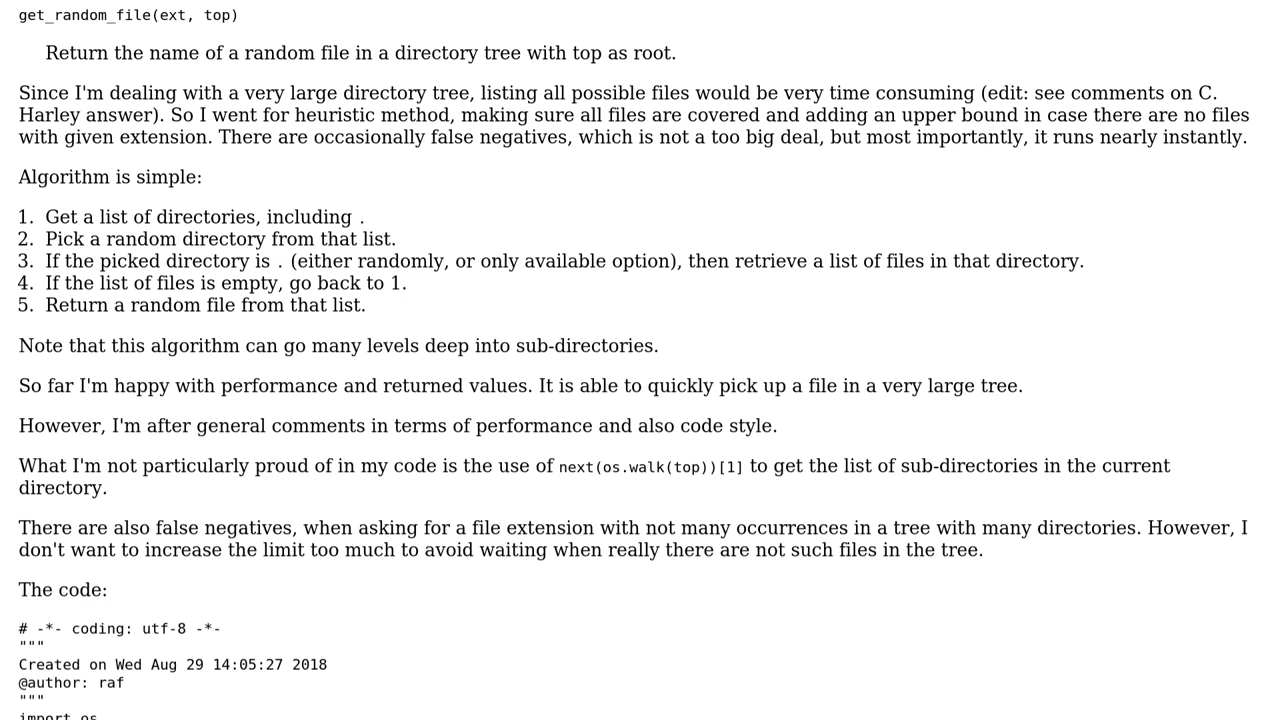 get_random_file(ext, top)
Return the name of a random file in a directory tree with top as root.
Since I'm dealing with a very large directory tree, listing all possible files would be very time consuming (edit: see comments on C.
Harley answer). So I went for heuristic method, making sure all files are covered and adding an upper bound in case there are no files
with given extension. There are occasionally false negatives, which is not a too big deal, but most importantly, it runs nearly instantly.
Algorithm is simple:
1. Get a list of directories, including .
2. Pick a random directory from that list.
3. If the picked directory is . (either randomly, or only available option), then retrieve a list of files in that directory.
4. If the list of files is empty, go back to 1.
5. Return a random file from that list.
Note that this algorithm can go many levels deep into sub-directories.
So far I'm happy with performance and returned values. It is able to quickly pick up a file in a very large tree.
However, I'm after general comments in terms of performance and also code style.
What I'm not particularly proud of in my code is the use of next(os.walk(top))[1] to get the list of sub-directories in the current
directory.
There are also false negatives, when asking for a file extension with not many occurrences in a tree with many directories. However, I
don't want to increase the limit too much to avoid waiting when really there are not such files in the tree.
The code:
# -*- coding: utf-8 -*-
"""
Created on Wed Aug 29 14:05:27 2018
@author: raf
"""
import os